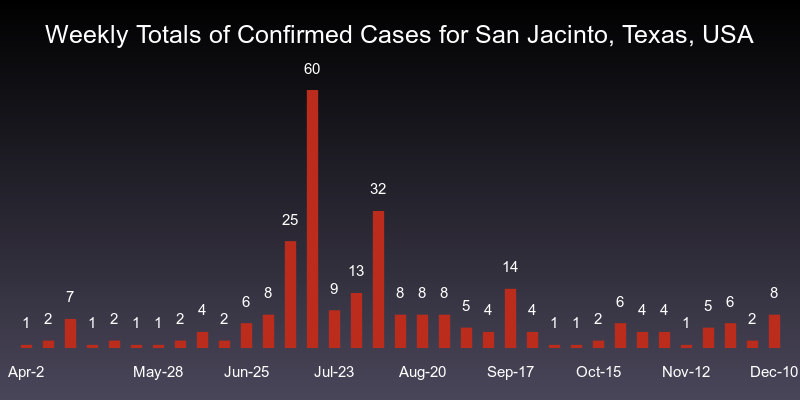 Weekly Totals of Confirmed Cases for San Jacinto, Texas, USA
60
32
25
14
13
9
8 8 8 8 8
7
6 6 6
5 5
4 4 4 4 4
2 2 2 2 2 2
1 1 1 1 1 1 1
Apr-2 May-28 Jun-25 Jul-23 Aug-20 Sep-17 Oct-15 Nov-12 Dec-10